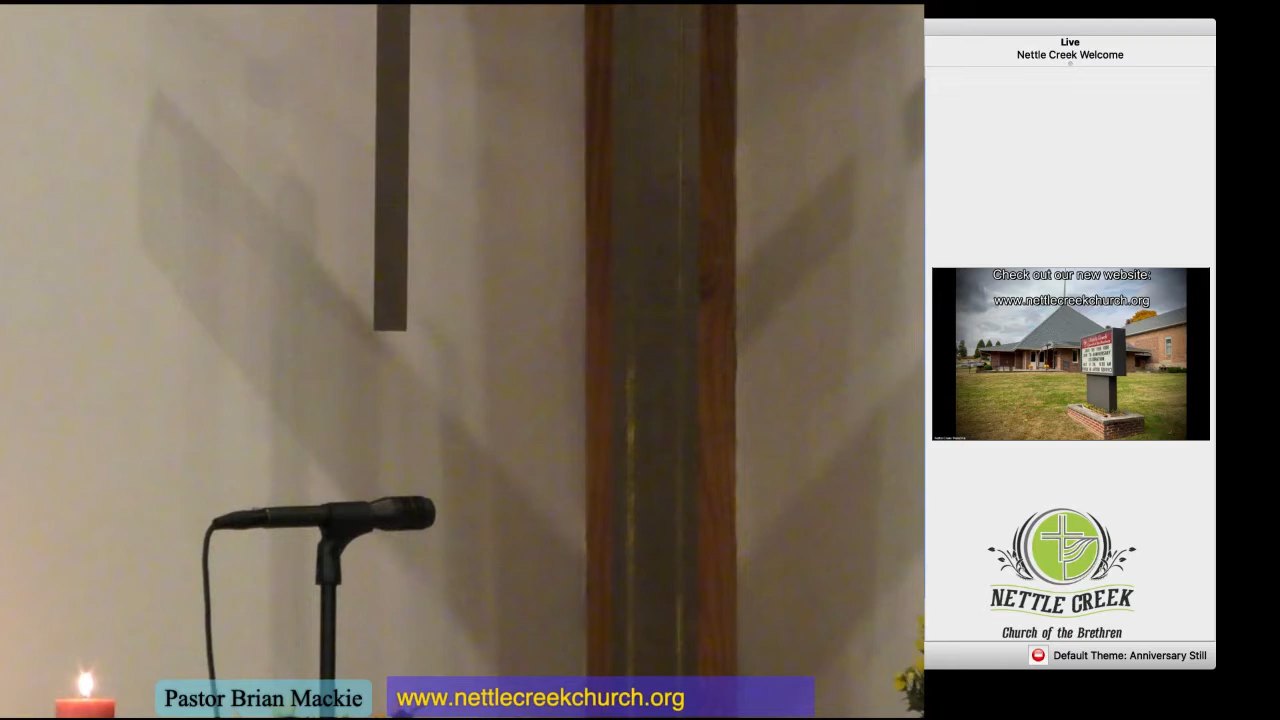 Live
Nettle Creek Welcome
Check out our new website:
www.nettlecreekchurch.org
NETTLE CREEK
Church of the Brethren
Default Theme: Anniversary Still
Pastor Brian Mackie
www.nettlecreekchurch.org